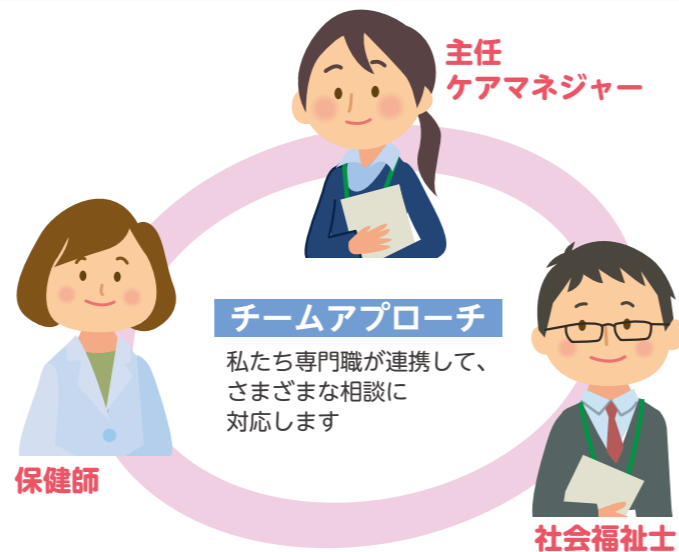 主任
ケアマネジャー
チームアプローチ
私たち専門職が連携して、
さまざまな相談に
対応します
保健師
社会福祉士